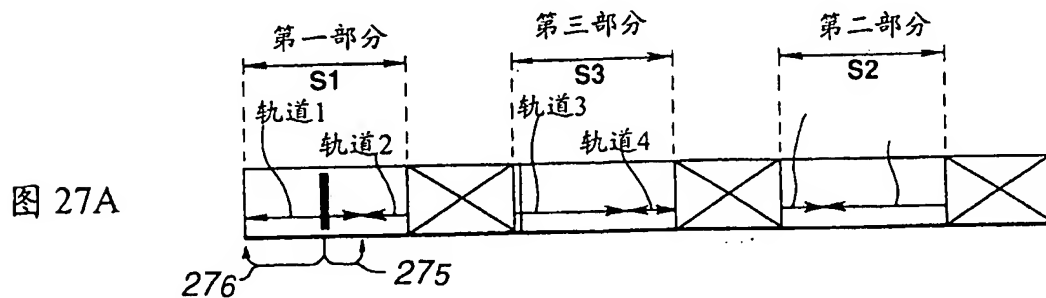 第一部分
第三部分
第二部分
S1
S3
S2
轨道1
轨道2
轨道3
轨道4
图 27A
276
275